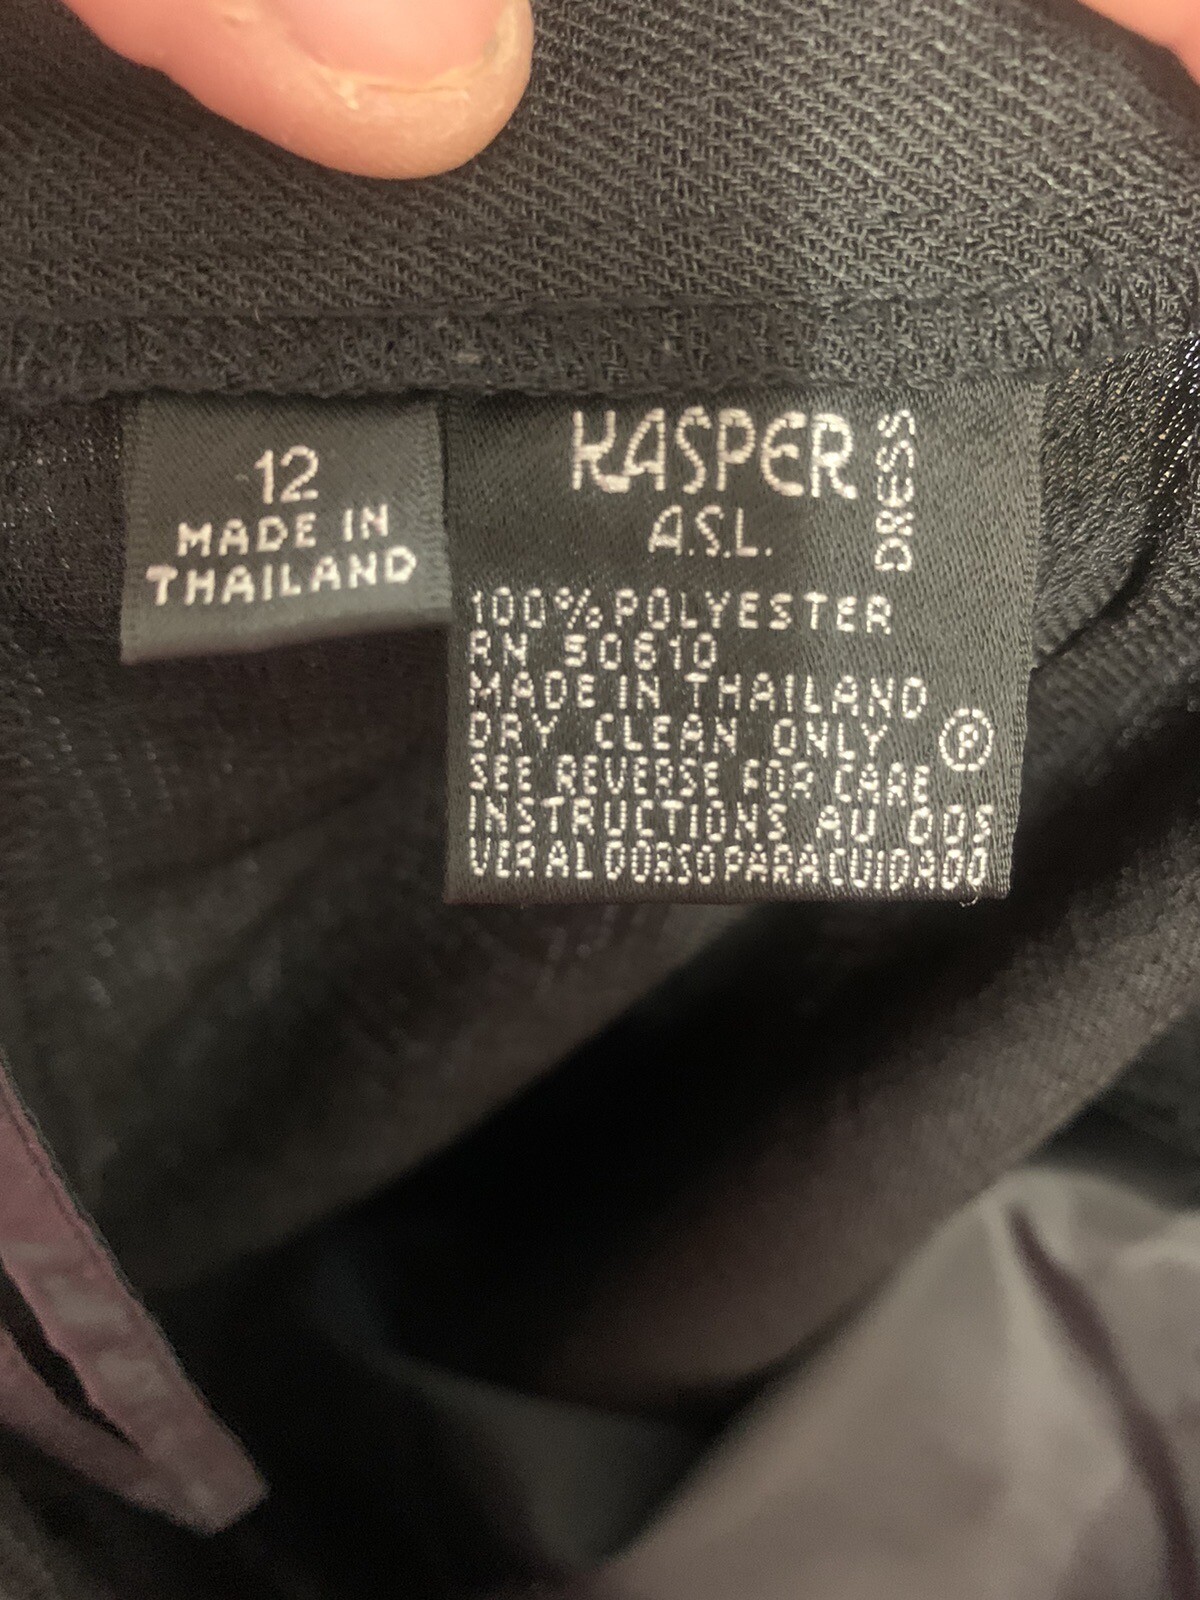 12
MADE IN
THAILAND
KASPER
A.S.L.
DRESS
100% POLYESTER
RN 50610
MADE IN THAILAND
DRY CLEAN ONLY
P
SEE REVERSE FOR CARE
INSTRUCTIONS AU DOS
VER AL DORSO PARA CUIDADO